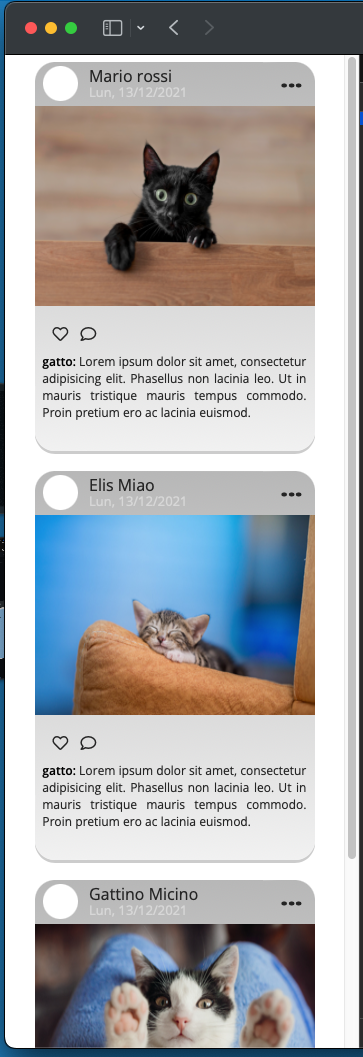 Mario rossi
Lun, 13/12/2021
gatto: Lorem ipsum dolor sit amet, consectetur
adipisicing elit. Phasellus non lacinia leo. Ut in
mauris tristique mauris tempus commodo.
Proin pretium ero ac lacinia euismod.
Elis Miao
Lun, 13/12/2021
gatto: Lorem ipsum dolor sit amet, consectetur
adipisicing elit. Phasellus non lacinia leo. Ut in
mauris tristique mauris tempus commodo.
Proin pretium ero ac lacinia euismod.
Gattino Micino
Lun, 13/12/2021